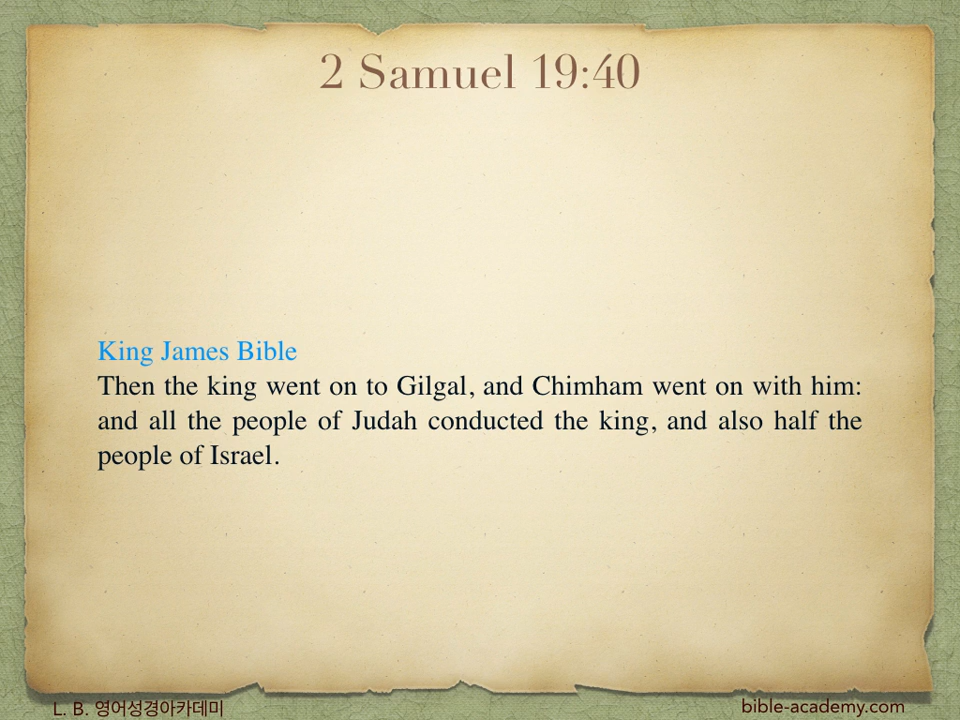 2 Samuel 19:40
King James Bible
Then the king went on to Gilgal, and Chimham went on with him:
and all the people of Judah conducted the king, and also half the
people of Israel.
L. B. 영어성경아카데미
bible-academy.com